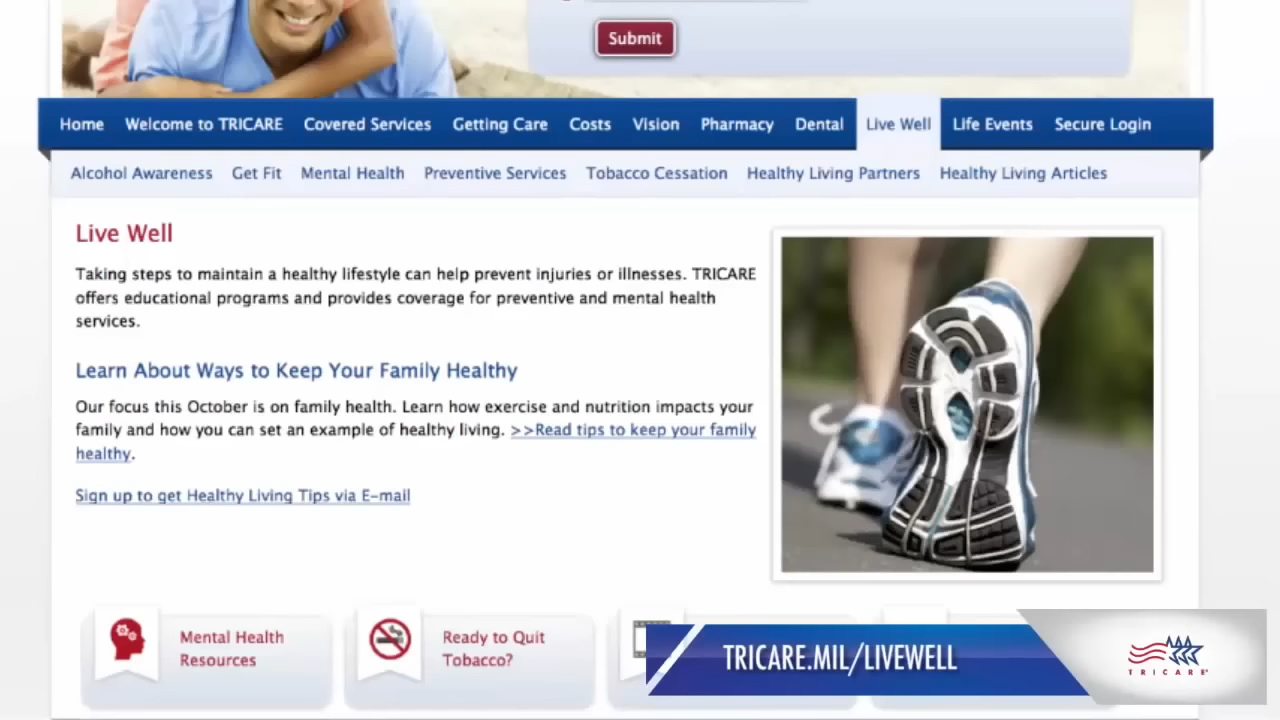 Submit
Home Welcome to TRICARE Covered Services Getting Care Costs Vision Pharmacy Dental Live Well Life Events Secure Login
Alcohol Awareness Get Fit Mental Health Preventive Services Tobacco Cessation Healthy Living Partners Healthy Living Articles
Live Well
Taking steps to maintain a healthy lifestyle can help prevent injuries or illnesses. TRICARE
offers educational programs and provides coverage for preventive and mental health
services.
Learn About Ways to Keep Your Family Healthy
Our focus this October is on family health. Learn how exercise and nutrition impacts your
family and how you can set an example of healthy living. >>Read tips to keep your family
healthy.
Sign up to get Healthy Living Tips via E-mail
Mental Health
Resources
Ready to Quit
Tobacco?
TRICARE.MIL/LIVEWELL
TRICARE